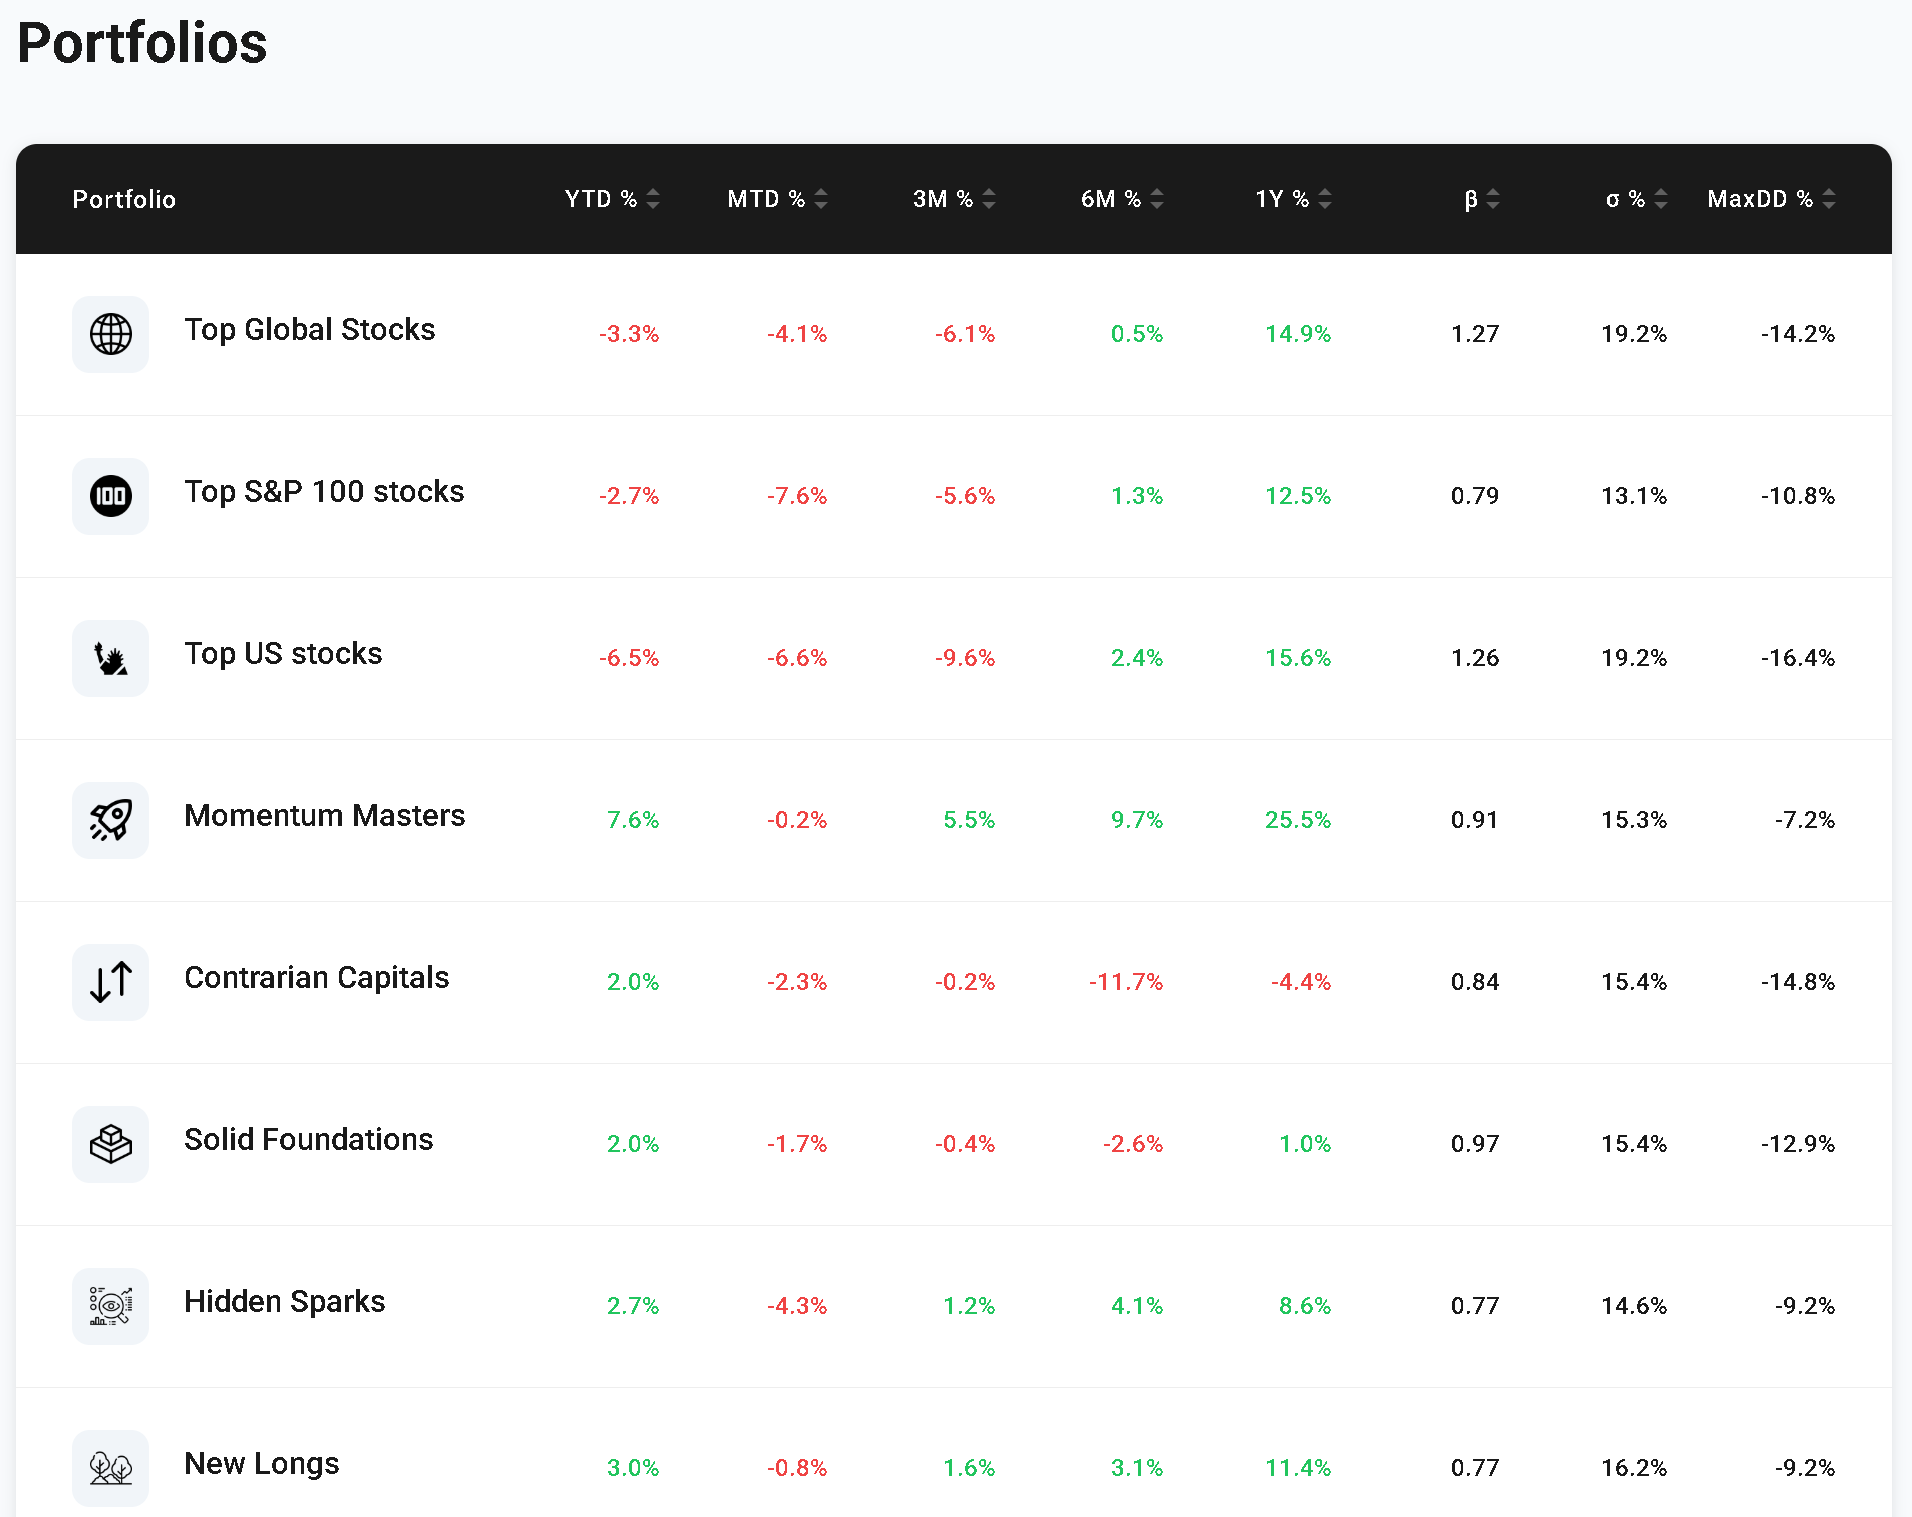 Portfolios
Portfolio YTD % MTD % 3M % 6M % 1Y % β σ % MaxDD %
Top Global Stocks -3.3% -4.1% -6.1% 0.5% 14.9% 1.27 19.2% -14.2%
100 Top S&P 100 stocks -2.7% -7.6% -5.6% 1.3% 12.5% 0.79 13.1% -10.8%
Top US stocks -6.5% -6.6% -9.6% 2.4% 15.6% 1.26 19.2% -16.4%
Momentum Masters 7.6% -0.2% 5.5% 9.7% 25.5% 0.91 15.3% -7.2%
Contrarian Capitals 2.0% -2.3% -0.2% -11.7% -4.4% 0.84 15.4% -14.8%
Solid Foundations 2.0% -1.7% -0.4% -2.6% 1.0% 0.97 15.4% -12.9%
Hidden Sparks 2.7% -4.3% 1.2% 4.1% 8.6% 0.77 14.6% -9.2%
New Longs 3.0% -0.8% 1.6% 3.1% 11.4% 0.77 16.2% -9.2%